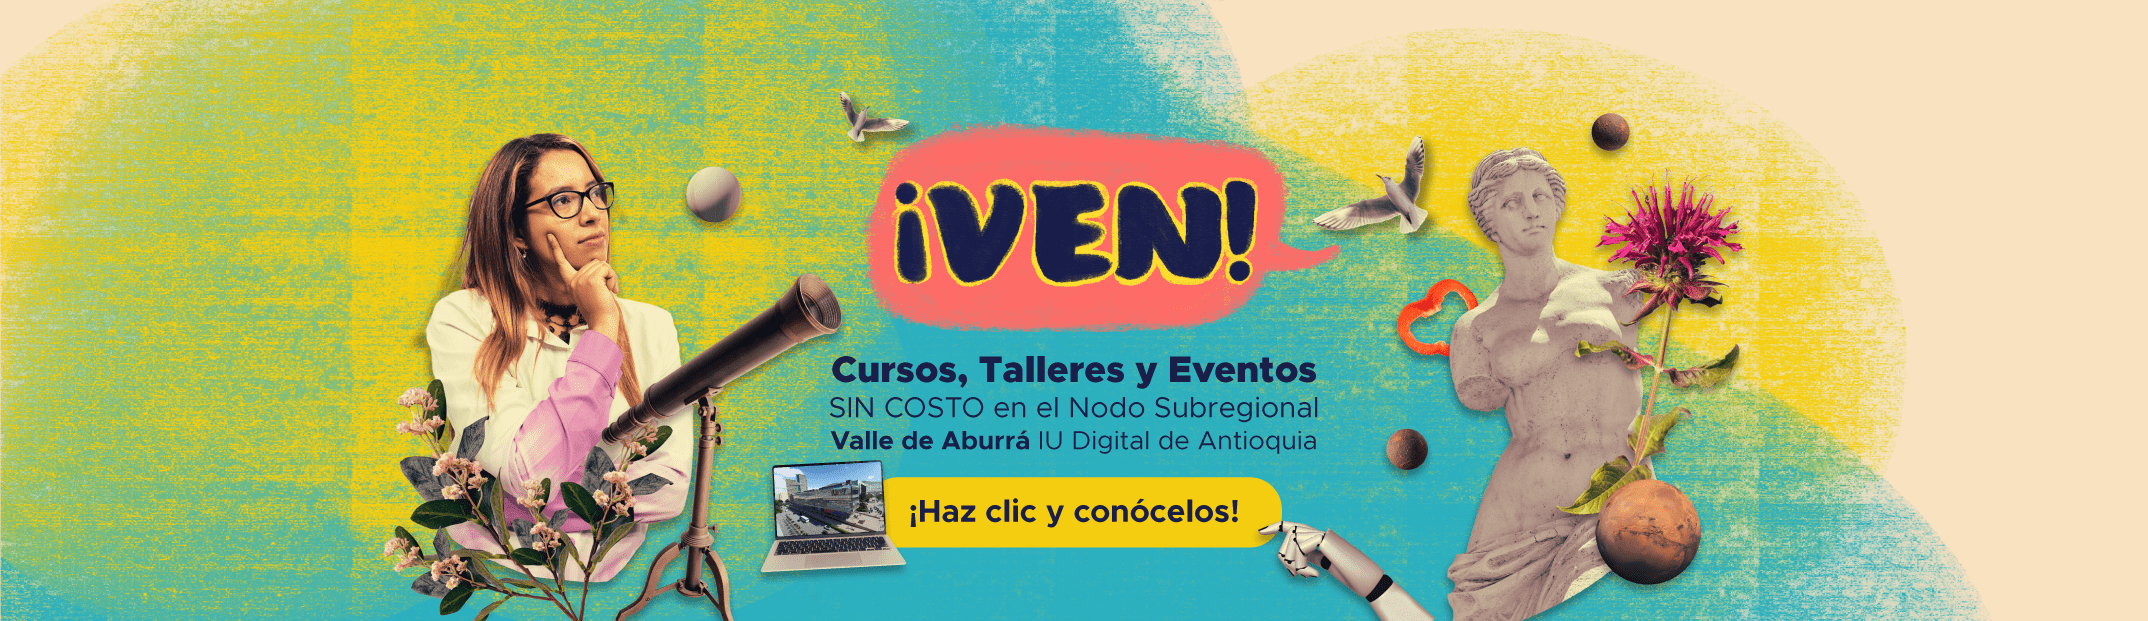 ¡VEN!
Cursos, Talleres y Eventos
SIN COSTO en el Nodo Subregional
Valle de Aburrá IU Digital de Antioquia
¡Haz clic y conócelos!